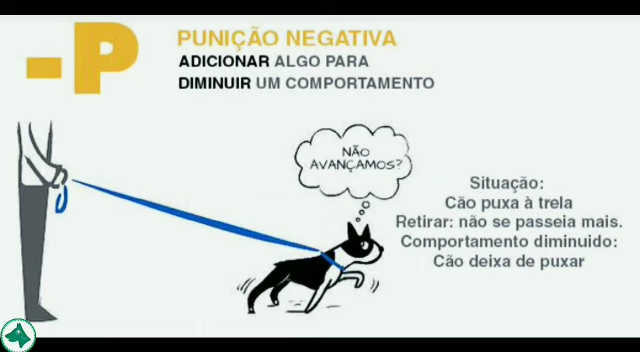 -P
PUNIÇÃO NEGATIVA
ADICIONAR ALGO PARA
DIMINUIR UM COMPORTAMENTO
NÃO
AVANÇAMOS?
Situação:
Cão puxa à trela
Retirar: não se passeia mais.
Comportamento diminuido:
Cão deixa de puxar